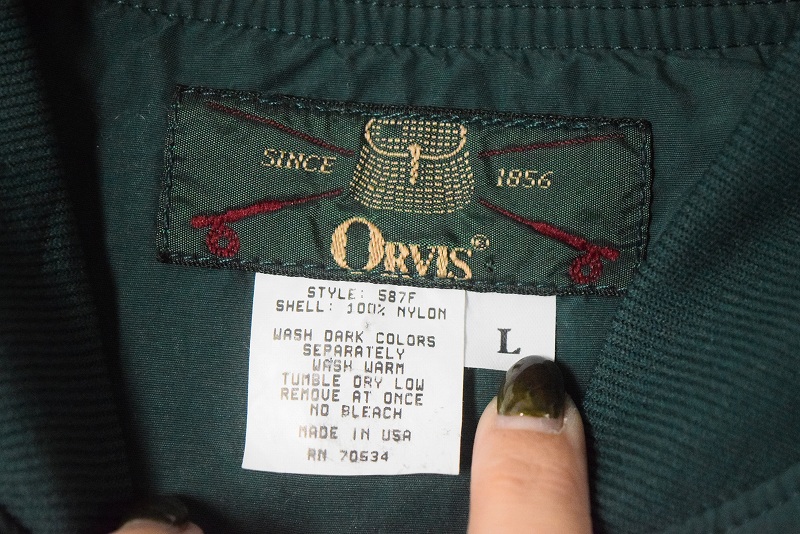 SINCE 1856
ORVIS®
STYLE: 587F
SHELL: 100% NYLON
WASH DARK COLORS
SEPARATELY
WASH WARM
TUMBLE DRY LOW
REMOVE AT ONCE
NO BLEACH
MADE IN USA
RN 70534
L